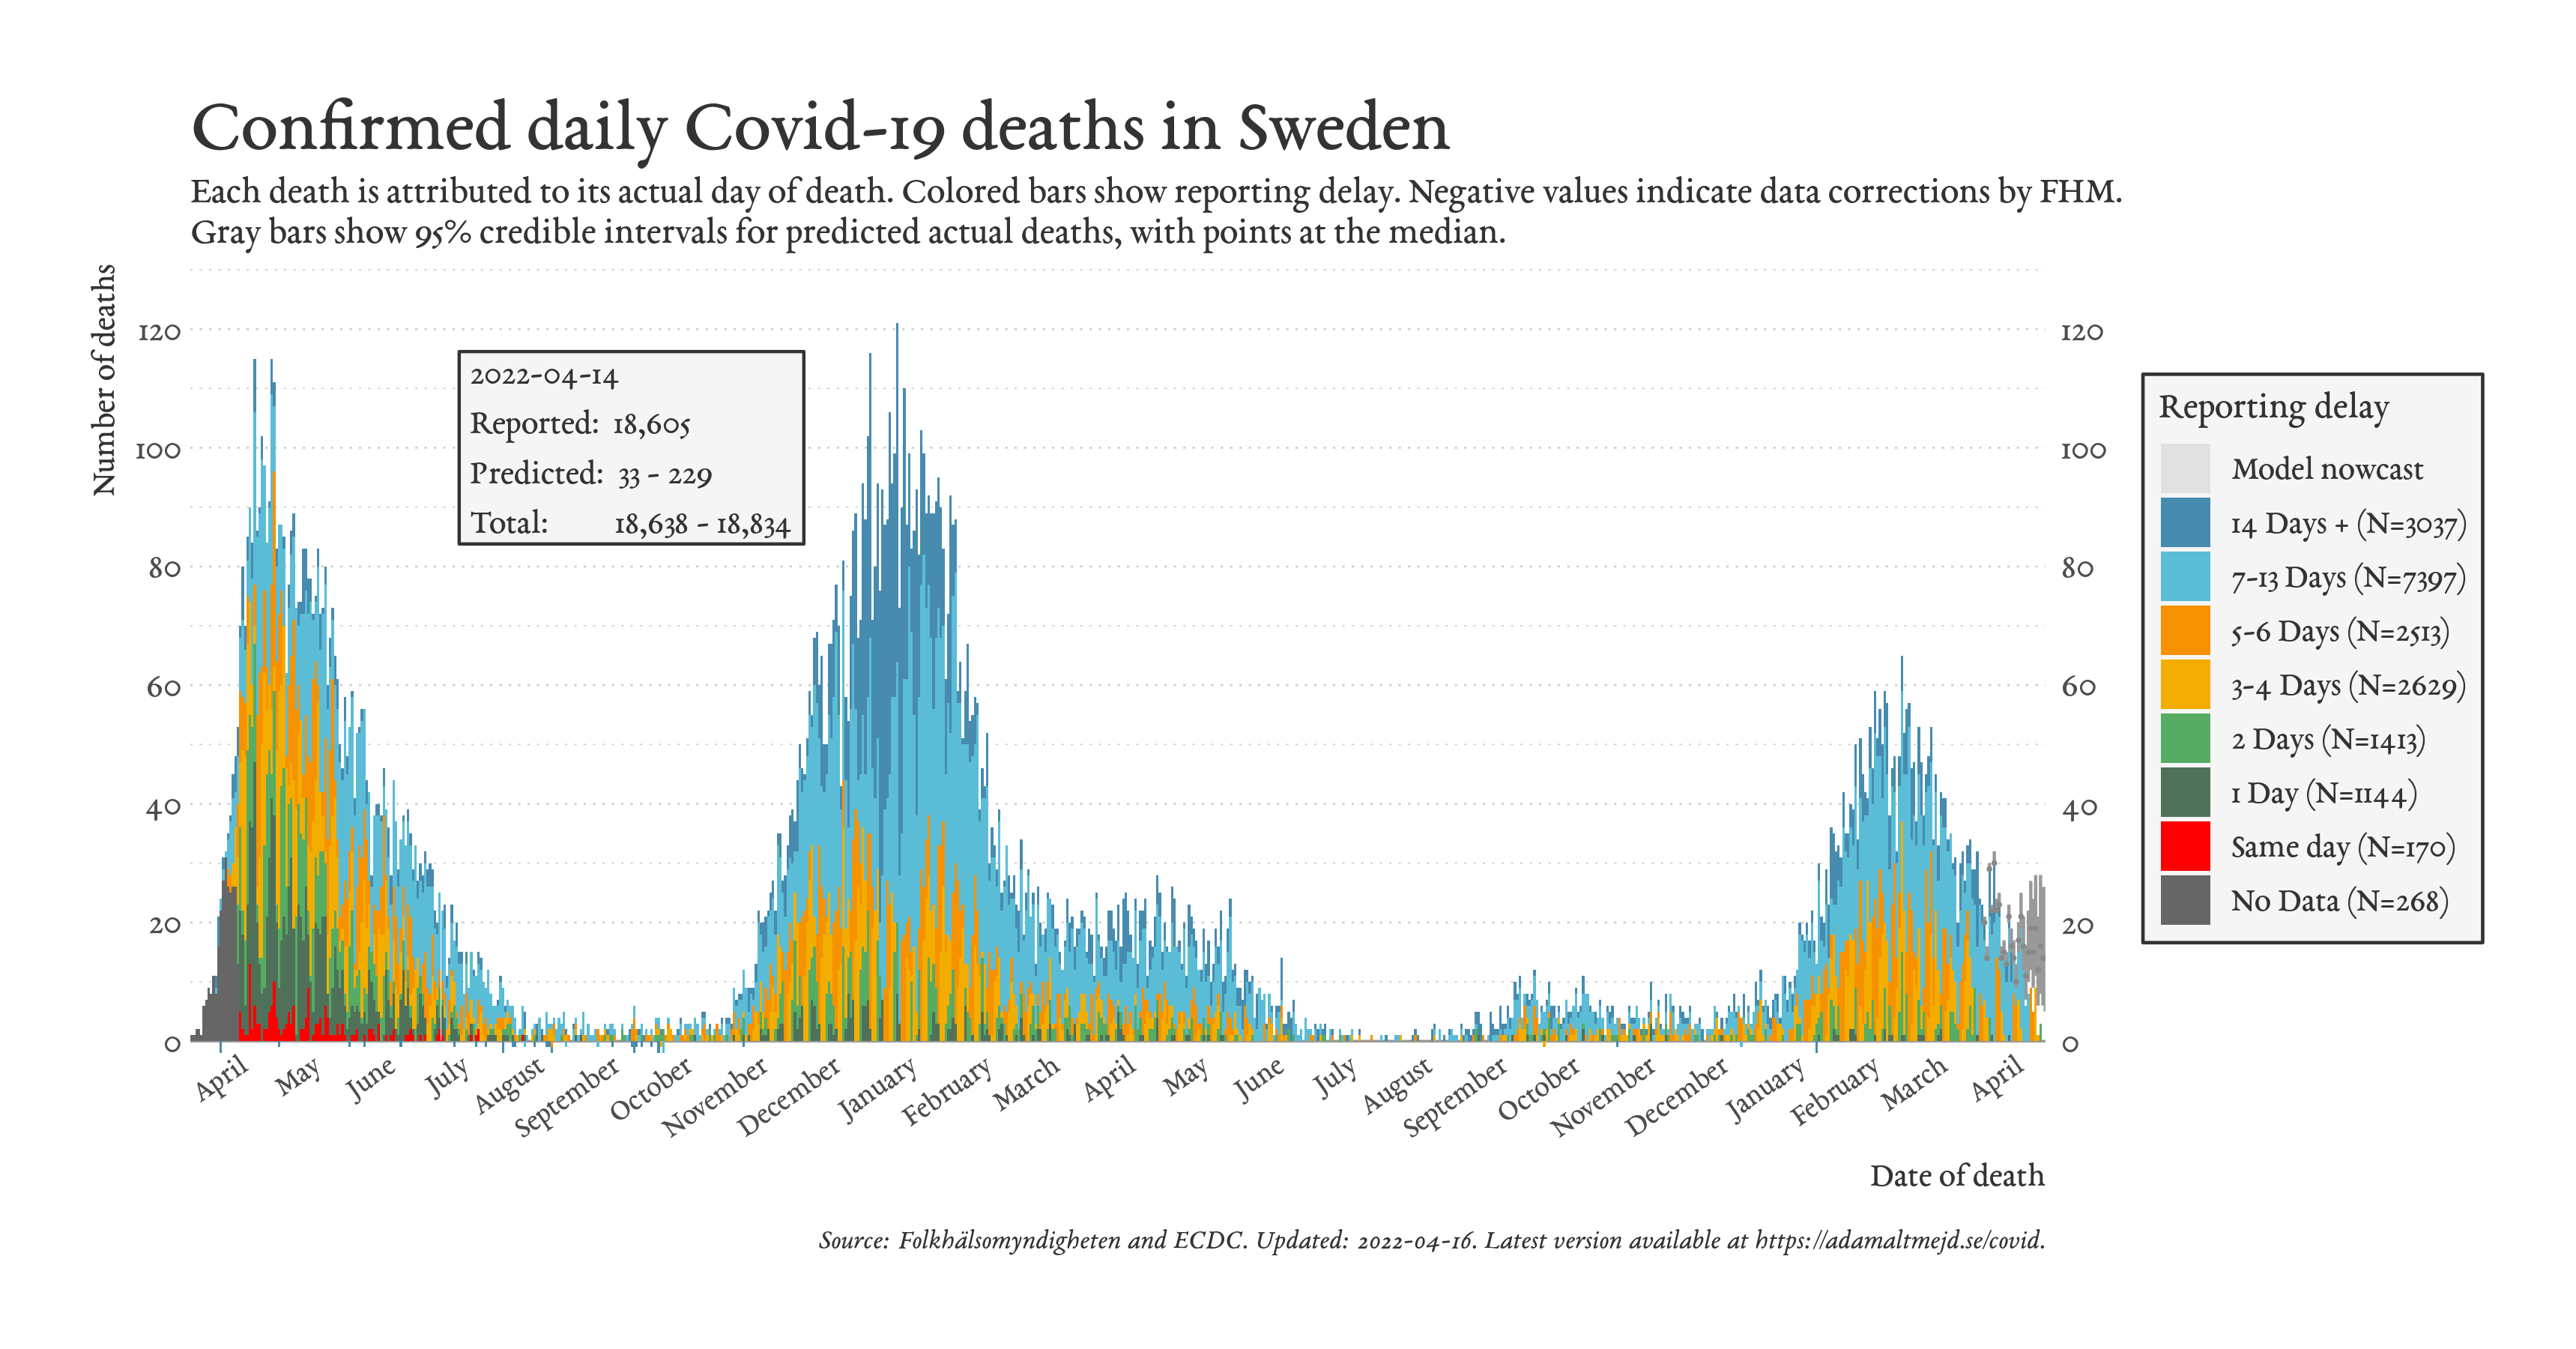 Confirmed daily Covid-19 deaths in Sweden
Each death is attributed to its actual day of death. Colored bars show reporting delay. Negative values indicate data corrections by FHM.
Gray bars show 95% credible intervals for predicted actual deaths, with points at the median.
Number of deaths
120
100
80
60
40
20
0
2022-04-14
Reported: 18,605
Predicted: 33 - 229
Total: 18,638 - 18,834
120
100
80
60
40
20
0
Reporting delay
Model nowcast
14 Days + (N=3037)
7-13 Days (N=7397)
5-6 Days (N=2513)
3-4 Days (N=2629)
2 Days (N=1413)
1 Day (N=1144)
Same day (N=170)
No Data (N=268)
April
May
June
July
August
September
October
November
December
January
February
March
April
May
June
July
August
September
October
November
December
January
February
March
April
Date of death
Source: Folkhälsomyndigheten and ECDC. Updated: 2022-04-16. Latest version available at https://adamaltmejd.se/covid.